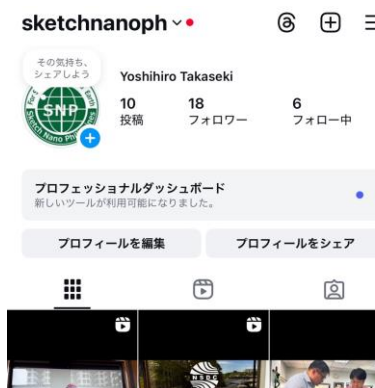 sketchnanoph
その気持ち、
シェアしよう
Yoshihiro Takaseki
SNP
Sketch Nano Philippines
10
投稿
18
フォロワー
6
フォロー中
プロフェッショナルダッシュボード
新しいツールが利用可能になりました。
プロフィールを編集
プロフィールをシェア
NSDC